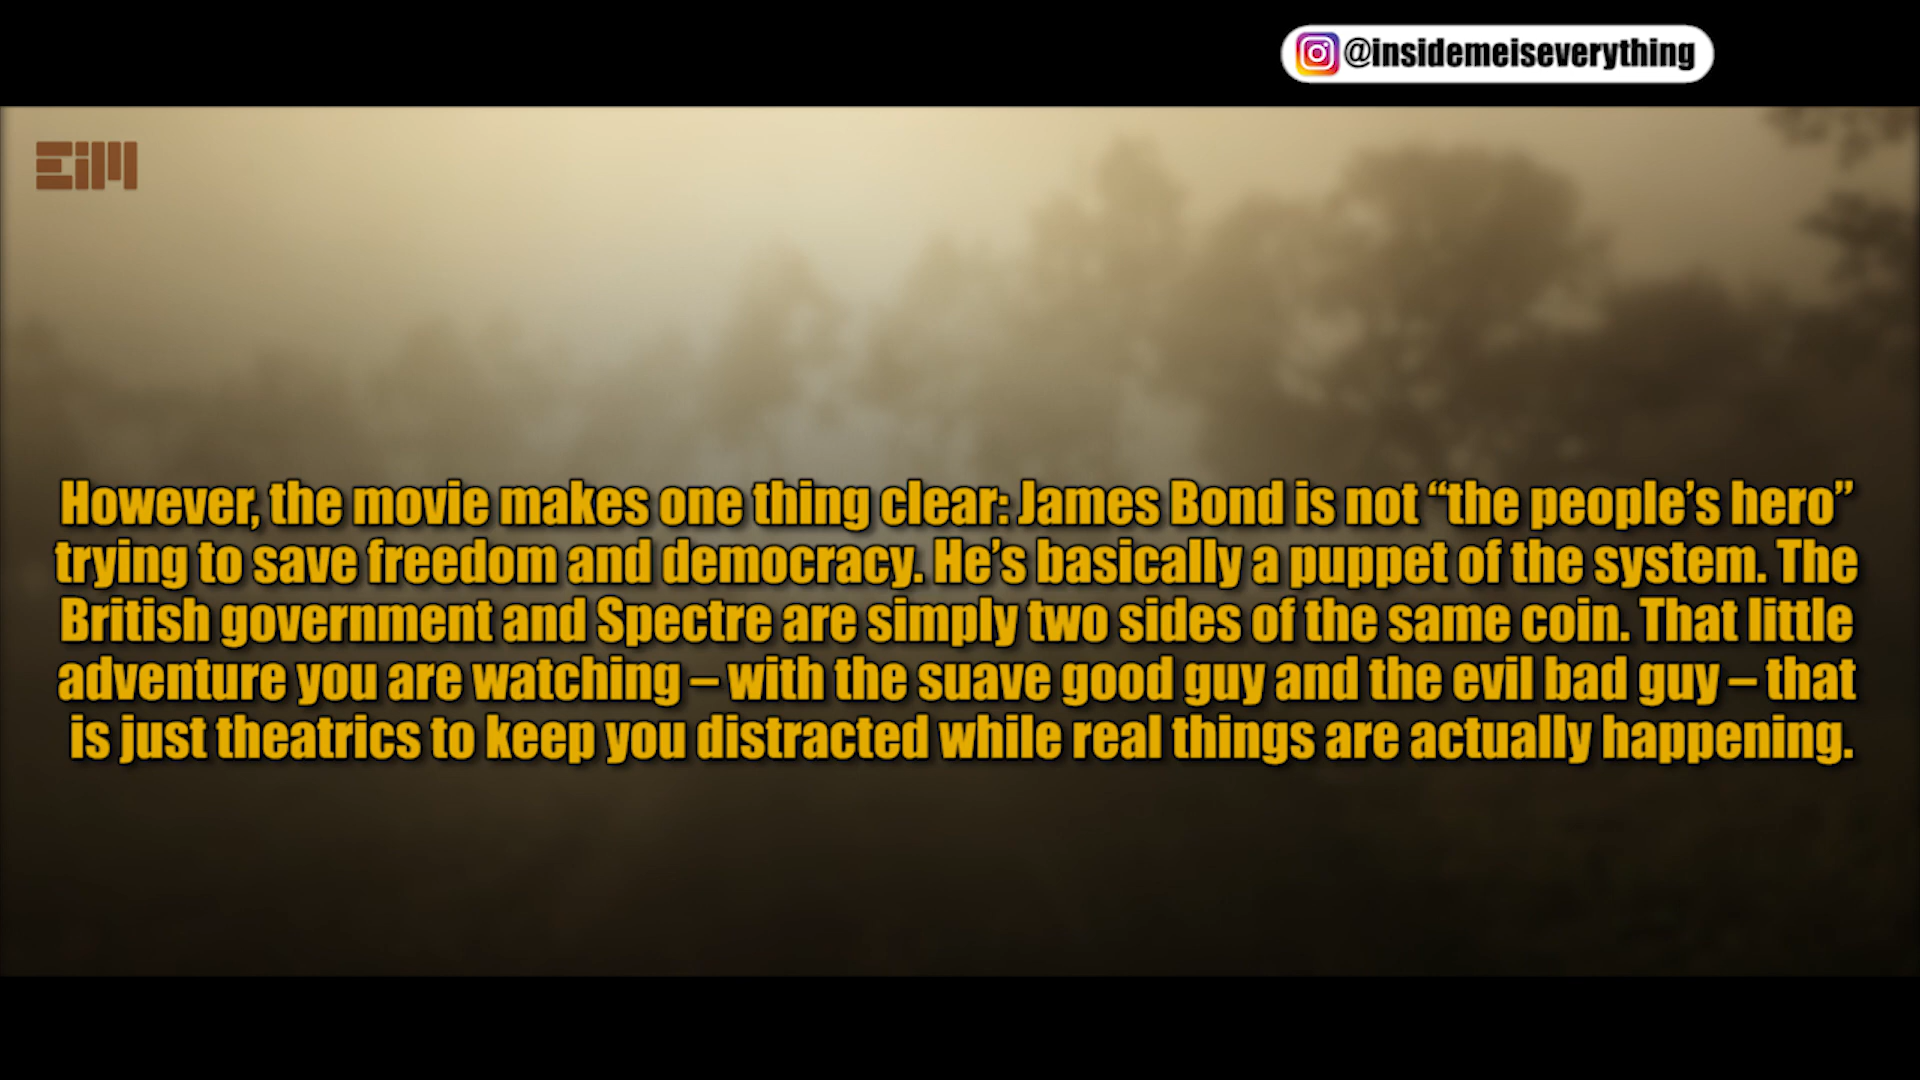 @insidemeiseverything
EiM
However, the movie makes one thing clear: James Bond is not “the people’s hero”
trying to save freedom and democracy. He’s basically a puppet of the system. The
British government and Spectre are simply two sides of the same coin. That little
adventure you are watching – with the suave good guy and the evil bad guy – that
is just theatrics to keep you distracted while real things are actually happening.